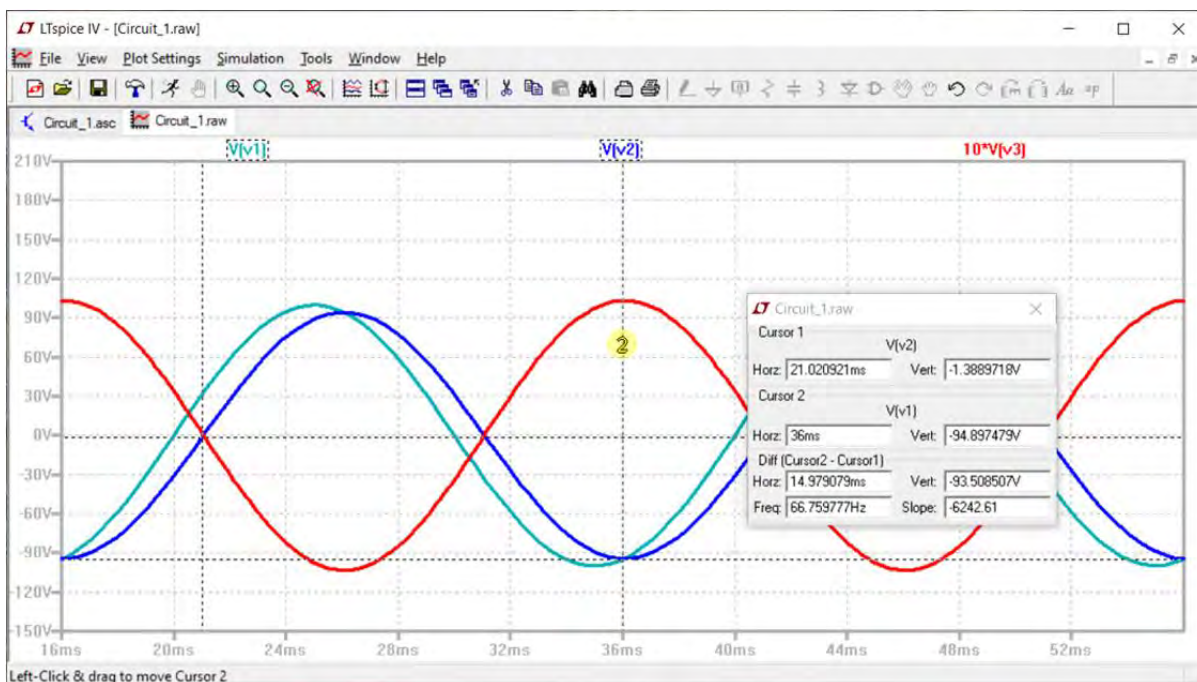 LTspice IV - [Circuit_1.raw]
File View Plot Settings Simulation Tools Window Help
Circuit_1.asc Circuit_1.raw
V(v1) V(v2) 10*V(v3)
210V
180V
150V
120V
90V
60V
30V
0V
-30V
-60V
-90V
-120V
-150V
16ms 20ms 24ms 28ms 32ms 36ms 40ms 44ms 48ms 52ms
2
Circuit_1.raw
Cursor 1
V(v2)
Horz: 21.020921ms Vert: -1.3889718V
Cursor 2
V(v1)
Horz: 36ms Vert: -94.897479V
Diff (Cursor2 - Cursor1)
Horz: 14.979079ms Vert: -93.508507V
Freq: 66.759777Hz Slope: -6242.61
Left-Click & drag to move Cursor 2